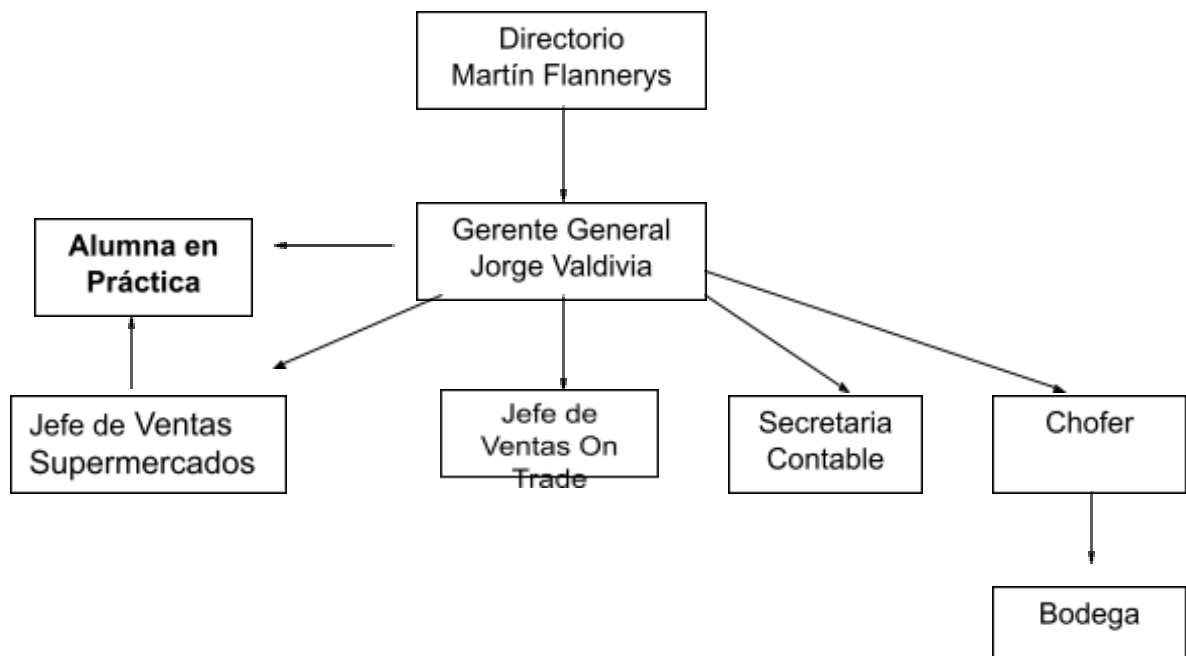 Directorio
Martín Flannerys
Gerente General
Jorge Valdivia
Alumna en
Práctica
Jefe de Ventas
Supermercados
Jefe de
Ventas On
Trade
Secretaria
Contable
Chofer
Bodega